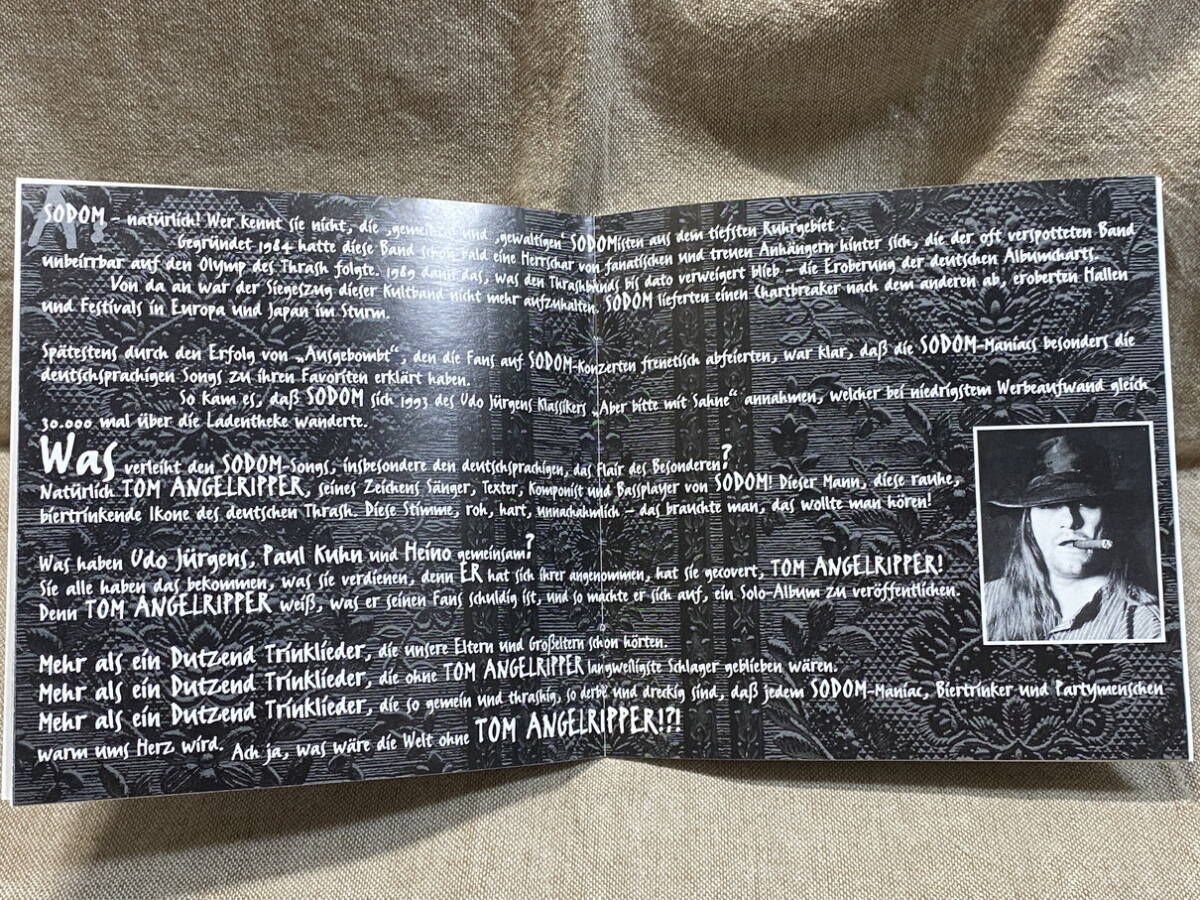 A!
SODOM – natürlich! Wer kennt sie nicht, die „gemeinen“ und „gewaltigen“ SODOMisten aus dem tiefsten Ruhrgebiet.
Gegründet 1984 hatte diese Band schon bald eine Herrschar von fanatischen und treuen Anhängern hinter sich, die der oft verspotteten Band
unbeirrbar auf den Olymp des Thrash folgte. 1989 dann das, was den Thrashbands bis dato verweigert blieb – die Eroberung der deutschen Albumcharts.
Von da an war der Siegeszug dieser Kultband nicht mehr aufzuhalten. SODOM lieferten einen Chartbreaker nach dem anderen ab, eroberten Hallen
und Festivals in Europa und Japan im Sturm.
Spätestens durch den Erfolg von „Ausgebombt“, den die Fans auf SODOM-Konzerten frenetisch abfeierten, war klar, daß die SODOM-Maniacs besonders die
deutschsprachigen Songs zu ihren Favoriten erklärt haben.
So kam es, daß SODOM sich 1993 des Udo Jürgens Klassikers „Aber bitte mit Sahne“ annahmen, welcher bei niedrigstem Werbeaufwand gleich
30.000 mal über die Ladentheke wanderte.
Was verleiht den SODOM-Songs, insbesondere den deutschsprachigen, das Flair des Besonderen?
Natürlich TOM ANGELRIPPER, seines Zeichens Sänger, Texter, Komponist und Bassplayer von SODOM! Dieser Mann, diese rauhe,
biertrinkende Ikone des deutschen Thrash. Diese Stimme, roh, hart, unnachahmlich – das brauchte man, das wollte man hören!
Was haben Udo Jürgens, Paul Kuhn und Heino gemeinsam?
Sie alle haben das bekommen, was sie verdienen, denn ER hat sich ihrer angenommen, hat sie gecovert, TOM ANGELRIPPER!
Denn TOM ANGELRIPPER weiß, was er seinen Fans schuldig ist, und so machte er sich auf, ein Solo-Album zu veröffentlichen.
Mehr als ein Dutzend Trinklieder, die unsere Eltern und Großeltern schon hörten.
Mehr als ein Dutzend Trinklieder, die ohne TOM ANGELRIPPER langweiligste Schlager geblieben wären.
Mehr als ein Dutzend Trinklieder, die so gemein und thrashig, so derbe und dreckig sind, daß jedem SODOM-Maniac, Biertrinker und Partymenschen
warm ums Herz wird. Ach ja, was wäre die Welt ohne TOM ANGELRIPPER!?!